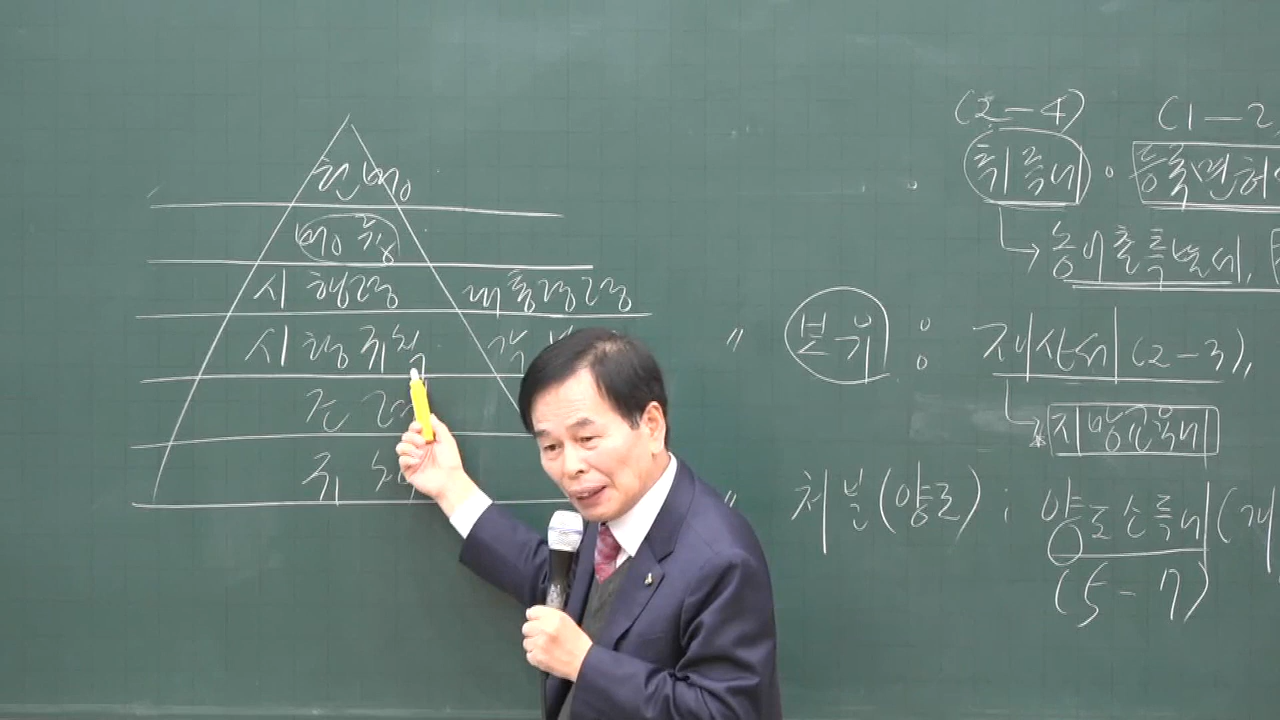 헌법
법률
시행령 대통령령
시행규칙 각
조례
규칙
(2-4) (1-2,
취득세 · 등록면허
→ 농어촌특별세,
" 보유 : 재산세 (2-3),
지방교육세
" 처분(양도) ; 양도소득세(
(5-7)